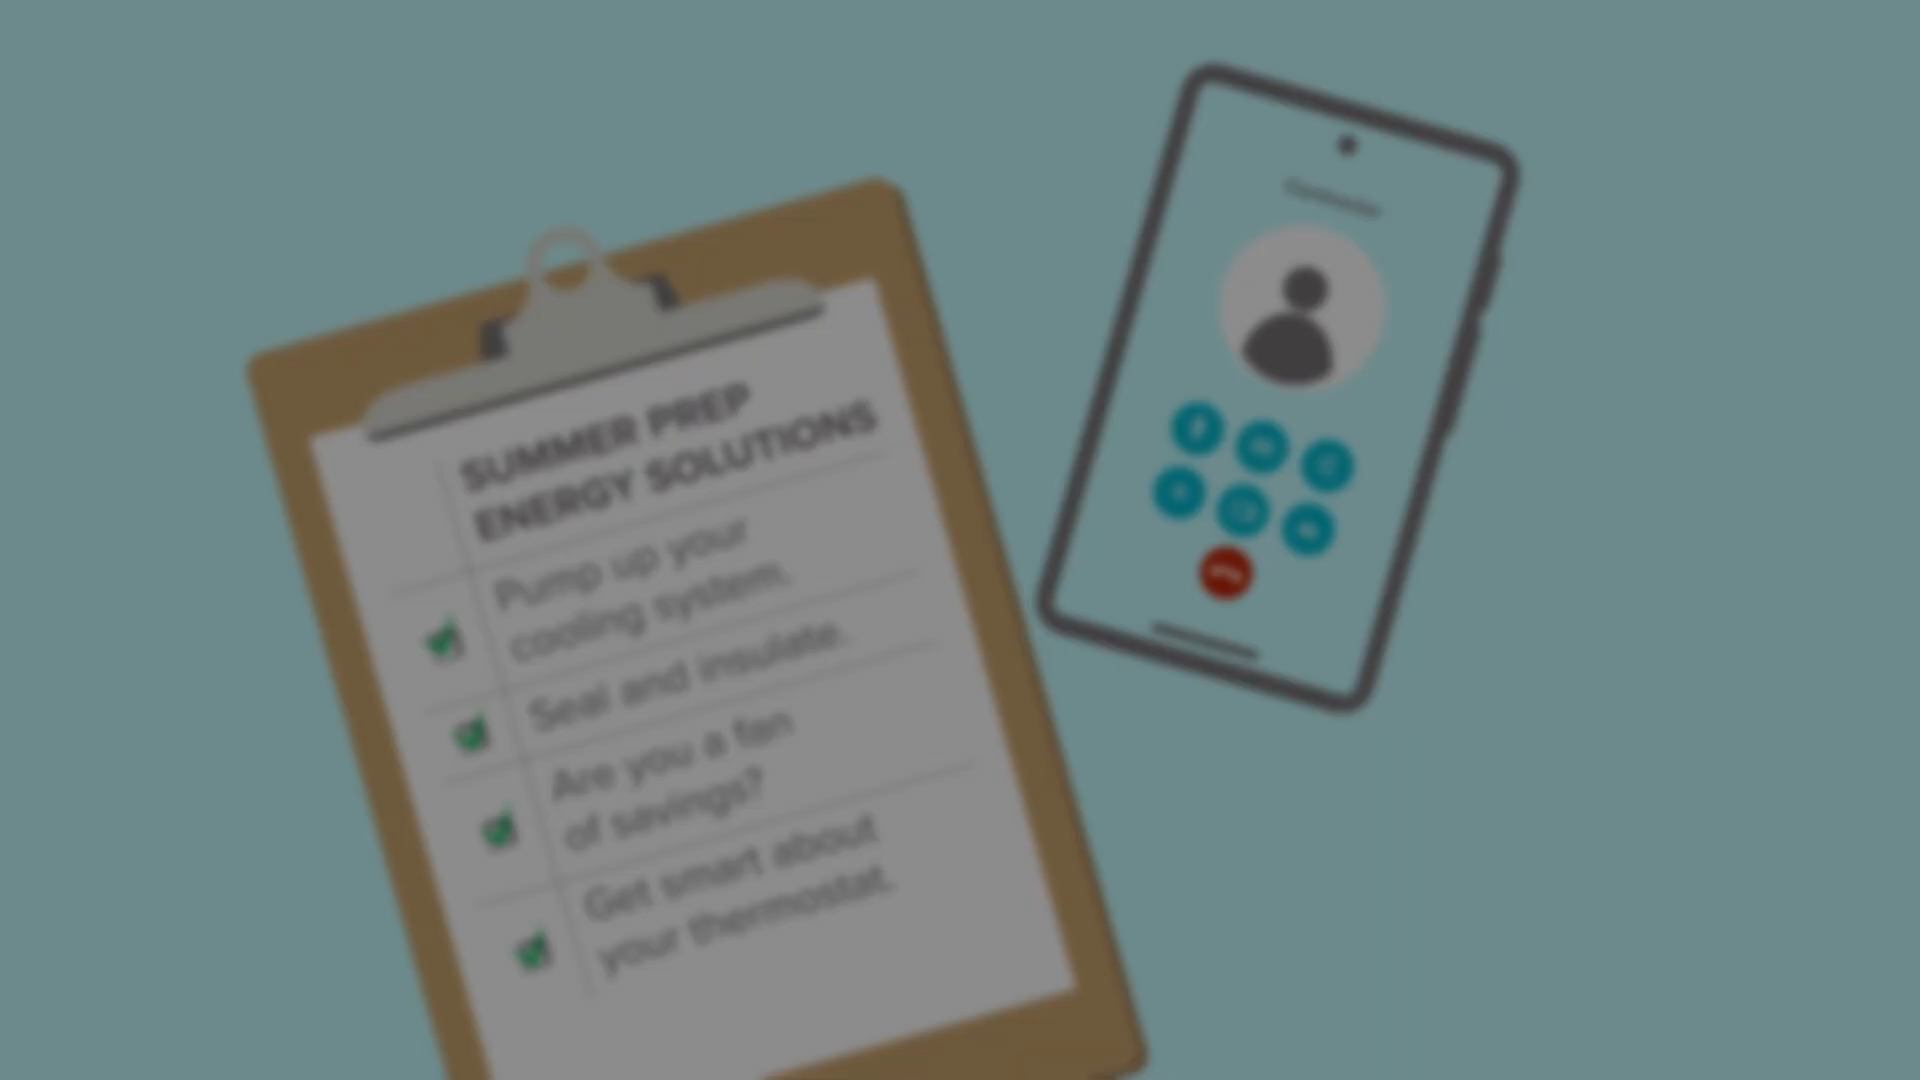 SUMMER PREP
ENERGY SOLUTIONS
Pump up your
cooling system.
Seal and insulate.
Are you a fan
of savings?
Get smart about
your thermostat.